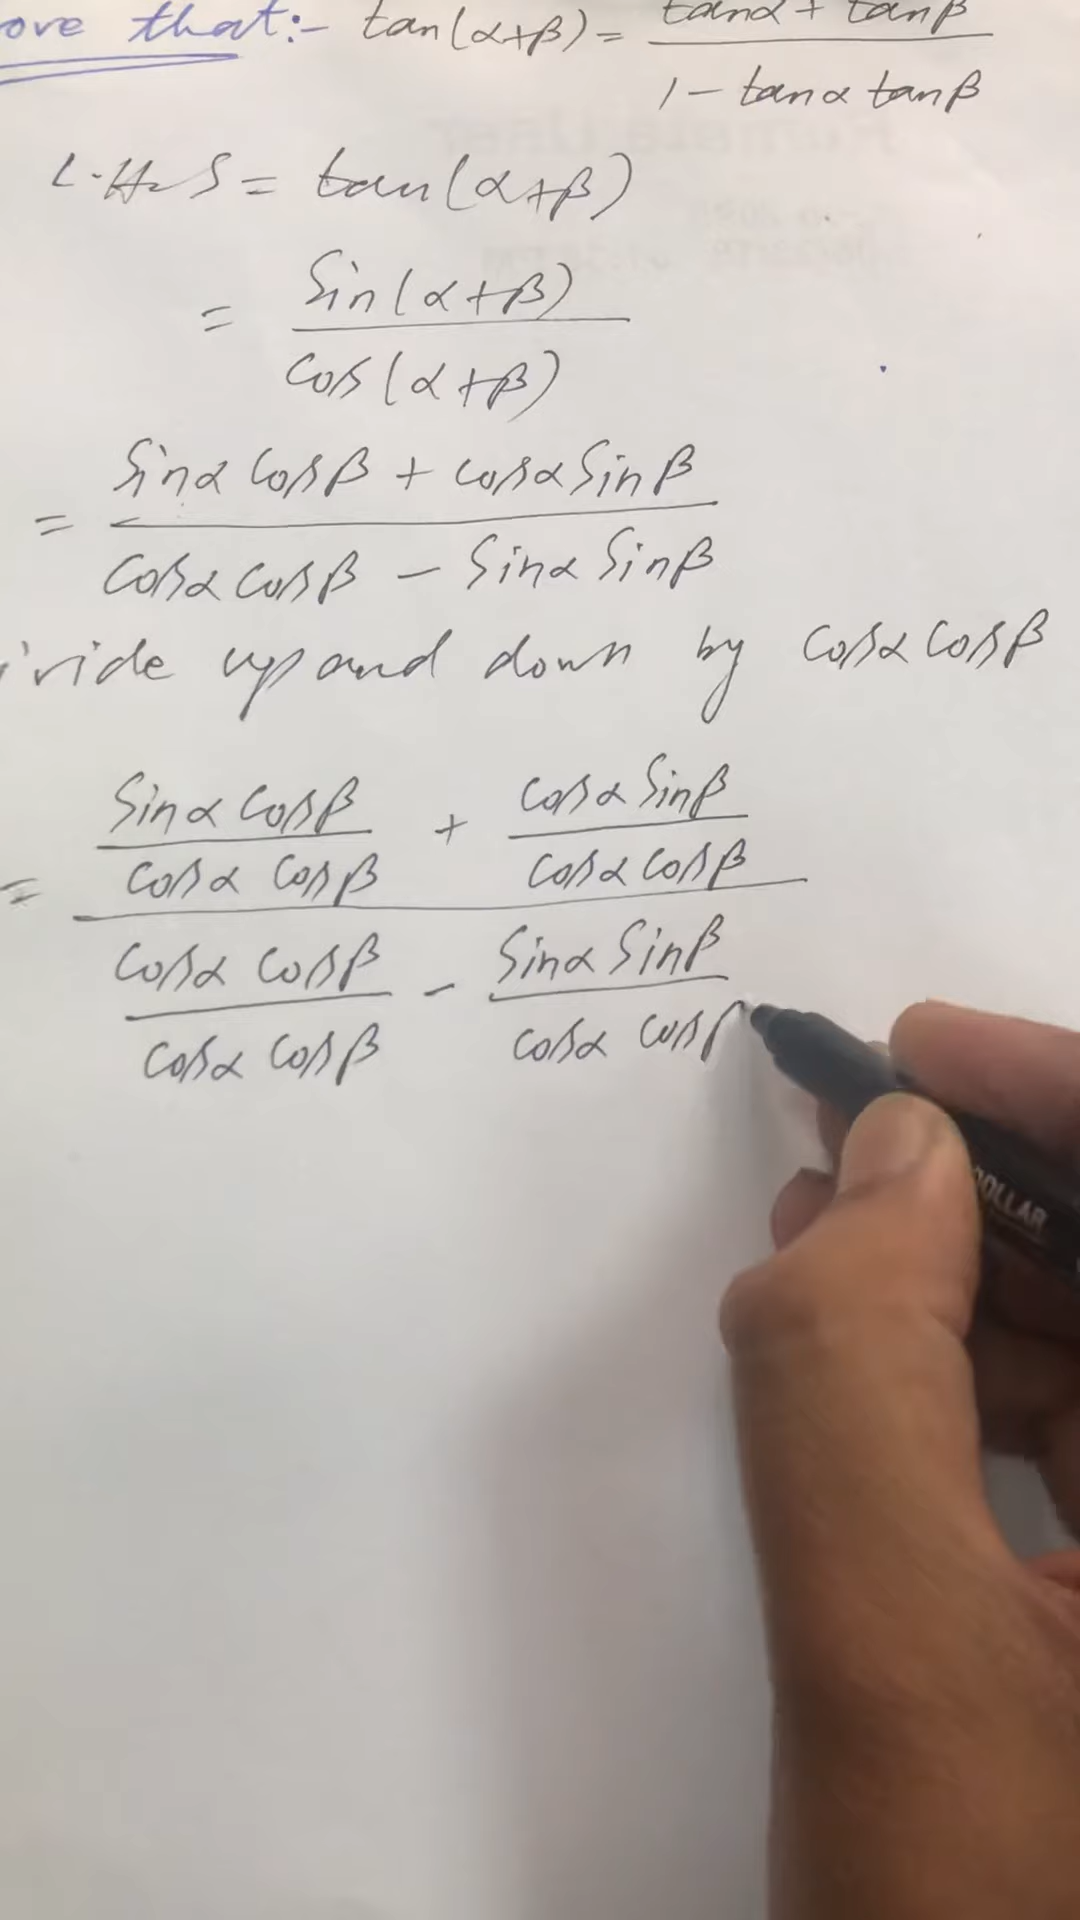 ove that:- tan(α+β) = tanα + tanβ
1 - tanα tanβ
L.H.S = tan(α+β)
= Sin(α+β)
Cos(α+β)
= Sinα Cosβ + CosαSinβ
Cosα Cosβ - Sinα Sinβ
ivide up and down by Cosα Cosβ
= Sinα Cosβ + Cosα Sinβ
Cosα Cosβ Cosα Cosβ
Cosα Cosβ - Sinα Sinβ
Cosα Cosβ Cosα Cosβ
DOLLAR